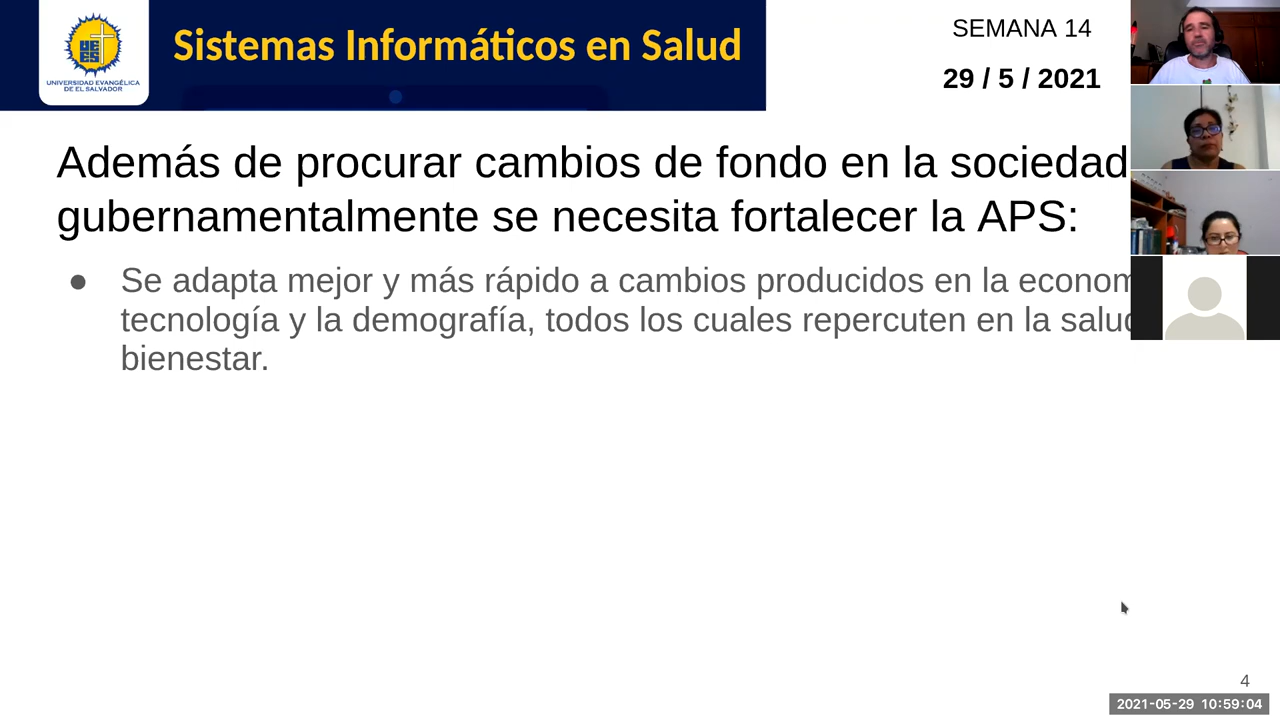 UNIVERSIDAD EVANGÉLICA
DE EL SALVADOR
Sistemas Informáticos en Salud
SEMANA 14
29 / 5 / 2021
Además de procurar cambios de fondo en la sociedad
gubernamentalmente se necesita fortalecer la APS:
● Se adapta mejor y más rápido a cambios producidos en la
tecnología y la demografía, todos los cuales repercuten en la
bienestar.
4
2021-05-29 10:59:04